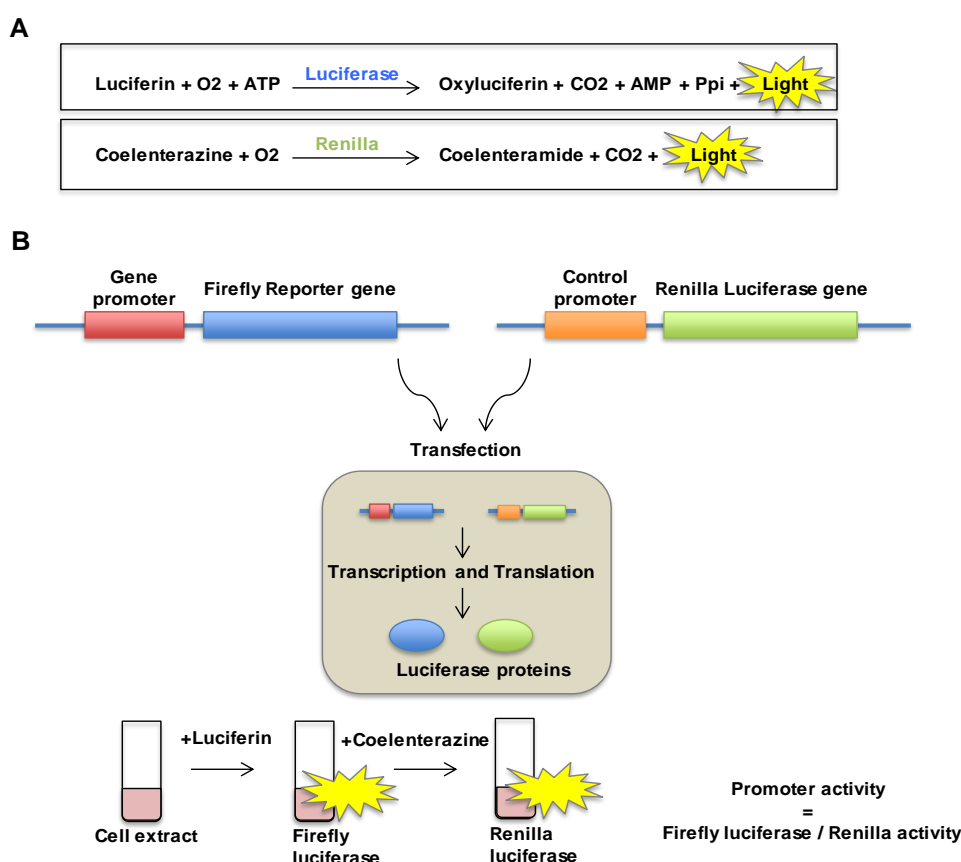 A
Luciferin + O2 + ATP
Luciferase
Oxyluciferin + CO2 + AMP + Ppi +
Light
Coelenterazine + O2
Renilla
Coelenteramide + CO2 +
Light
B
Gene
promoter
Firefly Reporter gene
Control
promoter
Renilla Luciferase gene
Transfection
Transcription and Translation
Luciferase proteins
+Luciferin
+Coelenterazine
Cell extract
Firefly
luciferase
Renilla
luciferase
Promoter activity
=
Firefly luciferase / Renilla activity